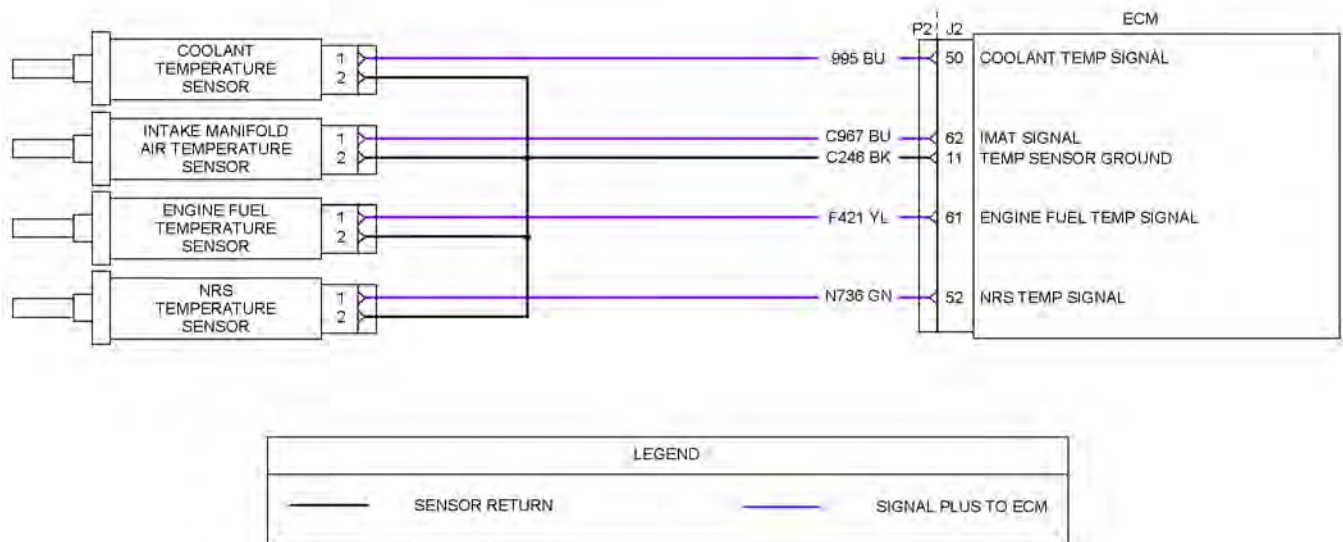 ECM
P2 J2
COOLANT
TEMPERATURE
SENSOR
1
2
995 BU
50 COOLANT TEMP SIGNAL
INTAKE MANIFOLD
AIR TEMPERATURE
SENSOR
1
2
C967 BU
62 IMAT SIGNAL
C246 BK
11 TEMP SENSOR GROUND
ENGINE FUEL
TEMPERATURE
SENSOR
1
2
F421 YL
61 ENGINE FUEL TEMP SIGNAL
NRS
TEMPERATURE
SENSOR
1
2
N736 GN
52 NRS TEMP SIGNAL
LEGEND
SENSOR RETURN
SIGNAL PLUS TO ECM